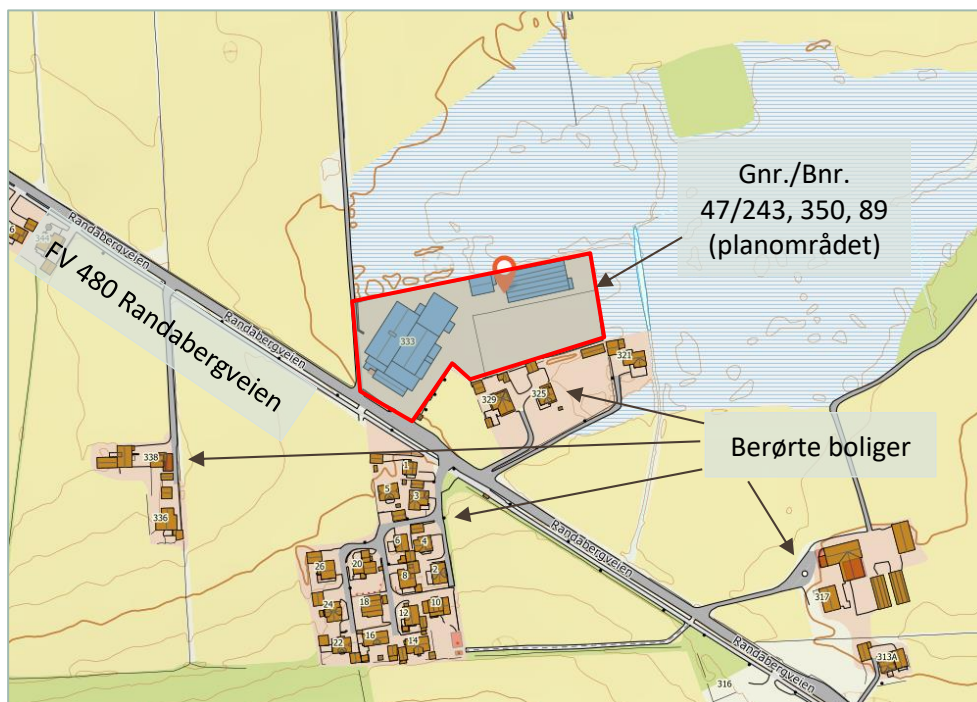 Gnr./Bnr.
47/243, 350, 89
(planområdet)
Randabergveien
6
FV 480 Randabergveien
Randabergveien
333
321
329
325
Berørte boliger
338
336
1
5
3
6
4
26
20
8
2
24
18
12
10
22
16
14
Randabergveien
317
313A
316
Randabergveien